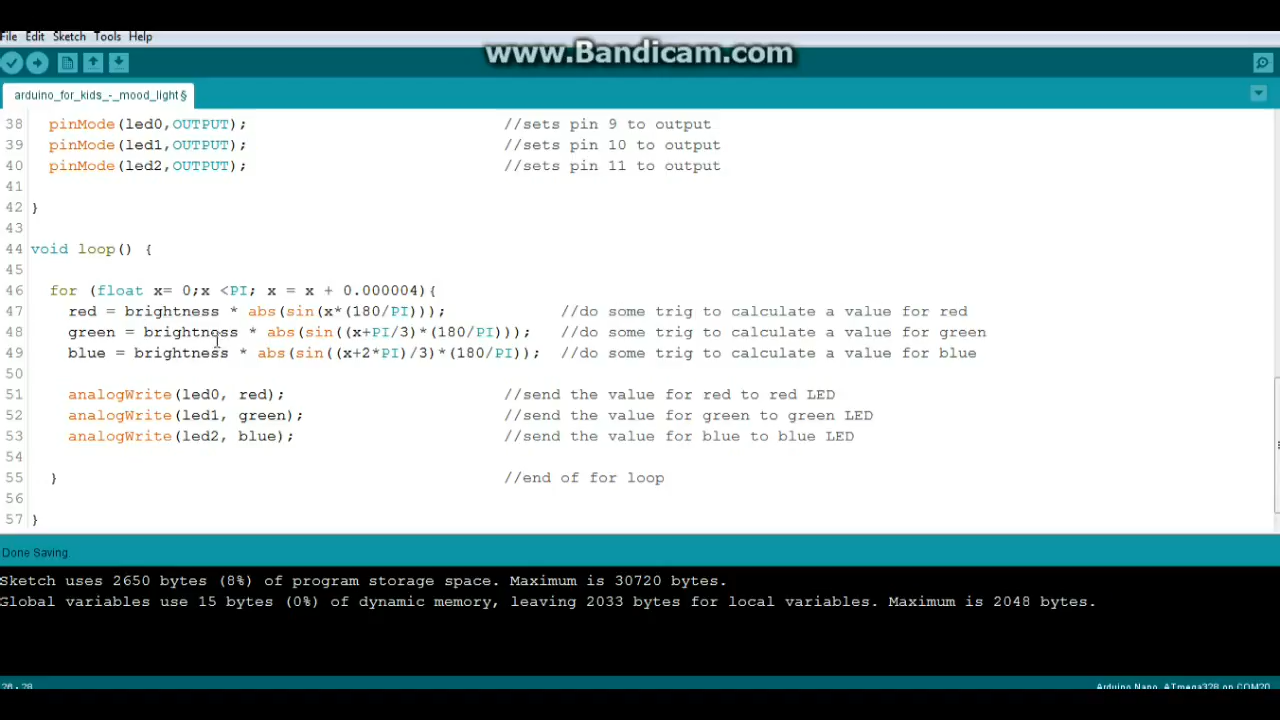 www.Bandicam.com
File Edit Sketch Tools Help
arduino_for_kids_-_mood_light§
38 pinMode(led0,OUTPUT); //sets pin 9 to output
39 pinMode(led1,OUTPUT); //sets pin 10 to output
40 pinMode(led2,OUTPUT); //sets pin 11 to output
41
42 }
43
44 void loop() {
45
46 for (float x= 0;x <PI; x = x + 0.000004){
47 red = brightness * abs(sin(x*(180/PI))); //do some trig to calculate a value for red
48 green = brightness * abs(sin((x+PI/3)*(180/PI))); //do some trig to calculate a value for green
49 blue = brightness * abs(sin((x+2*PI)/3)*(180/PI)); //do some trig to calculate a value for blue
50
51 analogWrite(led0, red); //send the value for red to red LED
52 analogWrite(led1, green); //send the value for green to green LED
53 analogWrite(led2, blue); //send the value for blue to blue LED
54
55 } //end of for loop
56
57 }
Done Saving.
Sketch uses 2650 bytes (8%) of program storage space. Maximum is 30720 bytes.
Global variables use 15 bytes (0%) of dynamic memory, leaving 2033 bytes for local variables. Maximum is 2048 bytes.
Arduino Nano, ATmega328 on COM20